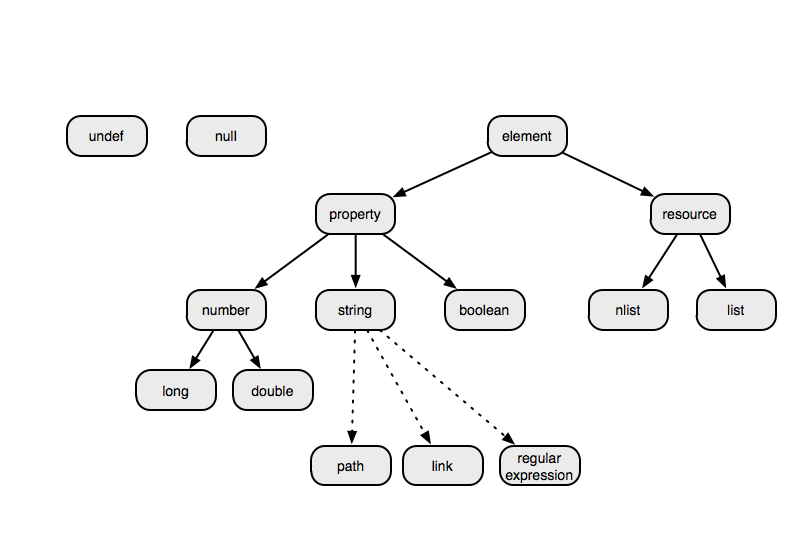 undef
null
element
property
resource
number
string
boolean
nlist
list
long
double
path
link
regular
expression